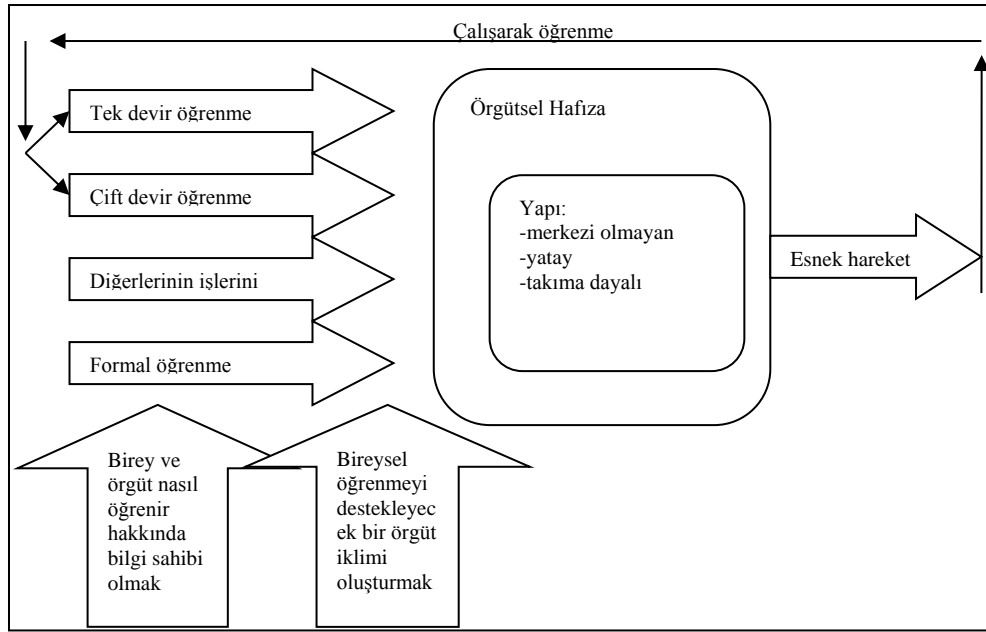 Çalışarak öğrenme
Tek devir öğrenme
Çift devir öğrenme
Diğerlerinin işlerini
Formal öğrenme
Örgütsel Hafıza
Yapı:
-merkezi olmayan
-yatay
-takıma dayalı
Esnek hareket
Birey ve
örgüt nasıl
öğrenir
hakkında
bilgi sahibi
olmak
Bireysel
öğrenmeyi
destekleyec
ek bir örgüt
iklimi
oluşturmak